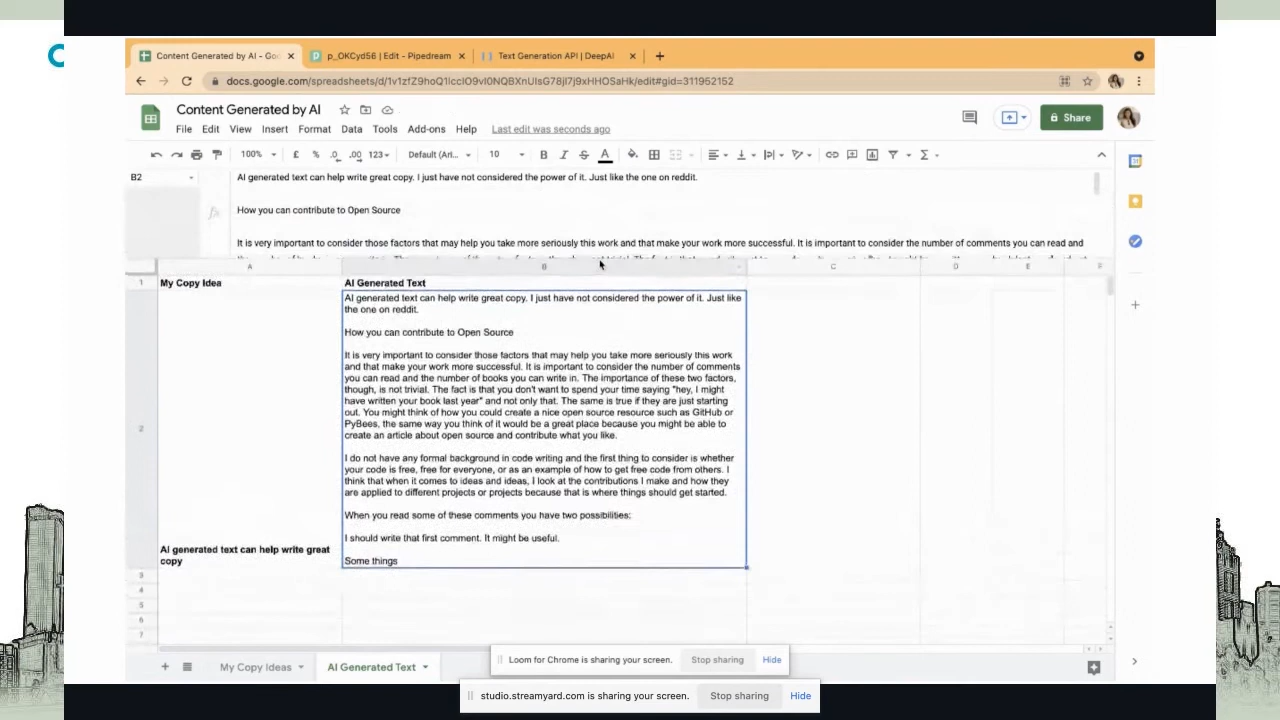 Content Generated by AI - Goo
p_OKCyd56 | Edit - Pipedream
Text Generation API | DeepAI
docs.google.com/spreadsheets/d/1v1zfZ9hoQ1lccIO9vI0NQBXnUIsG78jI7j9xHHOSaHk/edit#gid=311952152
Content Generated by AI
File Edit View Insert Format Data Tools Add-ons Help Last edit was seconds ago
Share
100% £ % .0 .00 123 Default (Ari... 10 B I S A Σ
B2
fx
AI generated text can help write great copy. I just have not considered the power of it. Just like the one on reddit.
How you can contribute to Open Source
It is very important to consider those factors that may help you take more seriously this work and that make your work more successful. It is important to consider the number of comments you can read and
A B C D E F
1 My Copy Idea AI Generated Text
AI generated text can help write great copy. I just have not considered the power of it. Just like
the one on reddit.
How you can contribute to Open Source
It is very important to consider those factors that may help you take more seriously this work
and that make your work more successful. It is important to consider the number of comments
you can read and the number of books you can write in. The importance of these two factors,
though, is not trivial. The fact is that you don't want to spend your time saying "hey, I might
have written your book last year" and not only that. The same is true if they are just starting
out. You might think of how you could create a nice open source resource such as GitHub or
PyBees, the same way you think of it would be a great place because you might be able to
create an article about open source and contribute what you like.
2
I do not have any formal background in code writing and the first thing to consider is whether
your code is free, free for everyone, or as an example of how to get free code from others. I
think that when it comes to ideas and ideas, I look at the contributions I make and how they
are applied to different projects or projects because that is where things should get started.
When you read some of these comments you have two possibilities:
I should write that first comment. It might be useful.
AI generated text can help write great
copy
Some things
3
4
5
6
7
Loom for Chrome is sharing your screen. Stop sharing Hide
My Copy Ideas AI Generated Text
studio.streamyard.com is sharing your screen. Stop sharing Hide